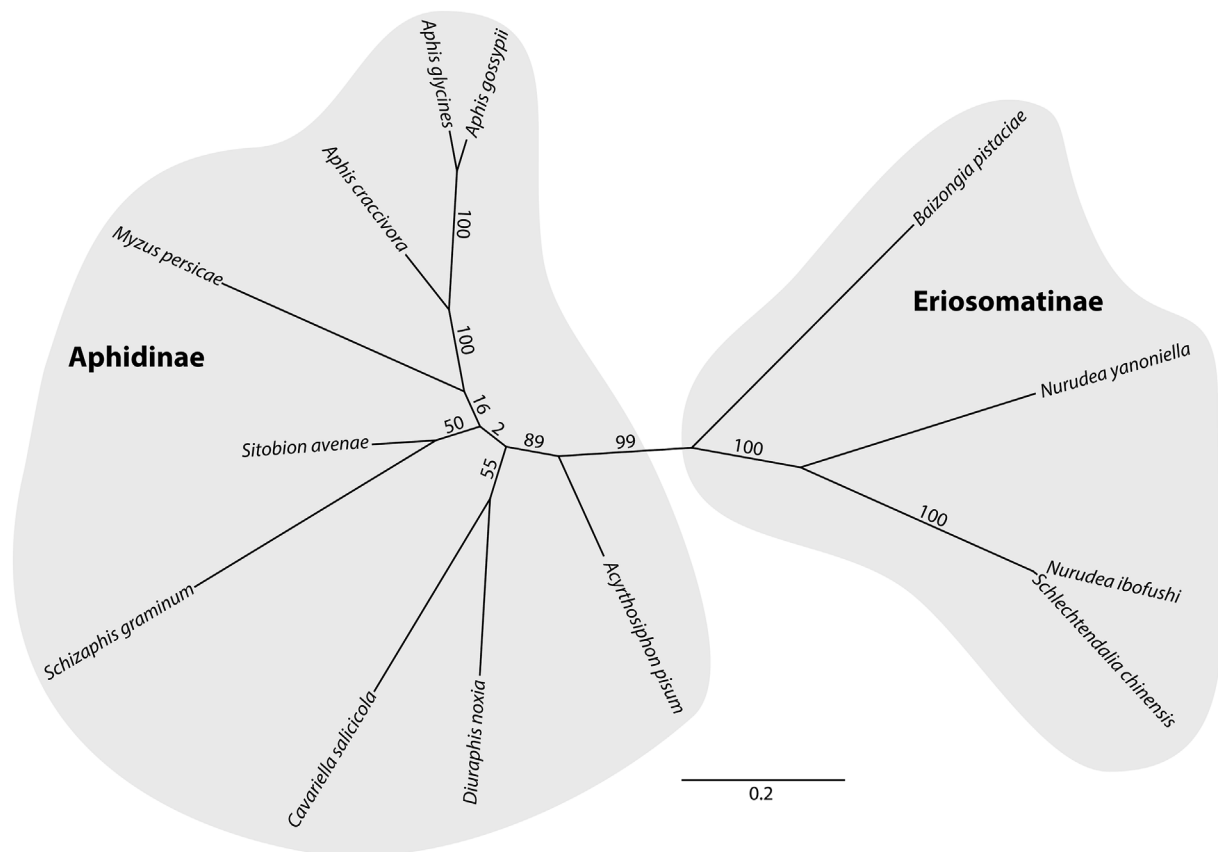 Aphis glycines
Aphis gossypii
Aphis craccivora
Myzus persicae
Aphidinae
Sitobion avenae
Schizaphis graminum
Cavariella salicicola
Diuraphis noxia
Acyrthosiphon pisum
100
100
16
50
2
89
55
99
Baizongia pistaciae
Eriosomatinae
Nurudea yanoniella
100
100
Nurudea ibofushi
Schlechtendalia chinensis
0.2